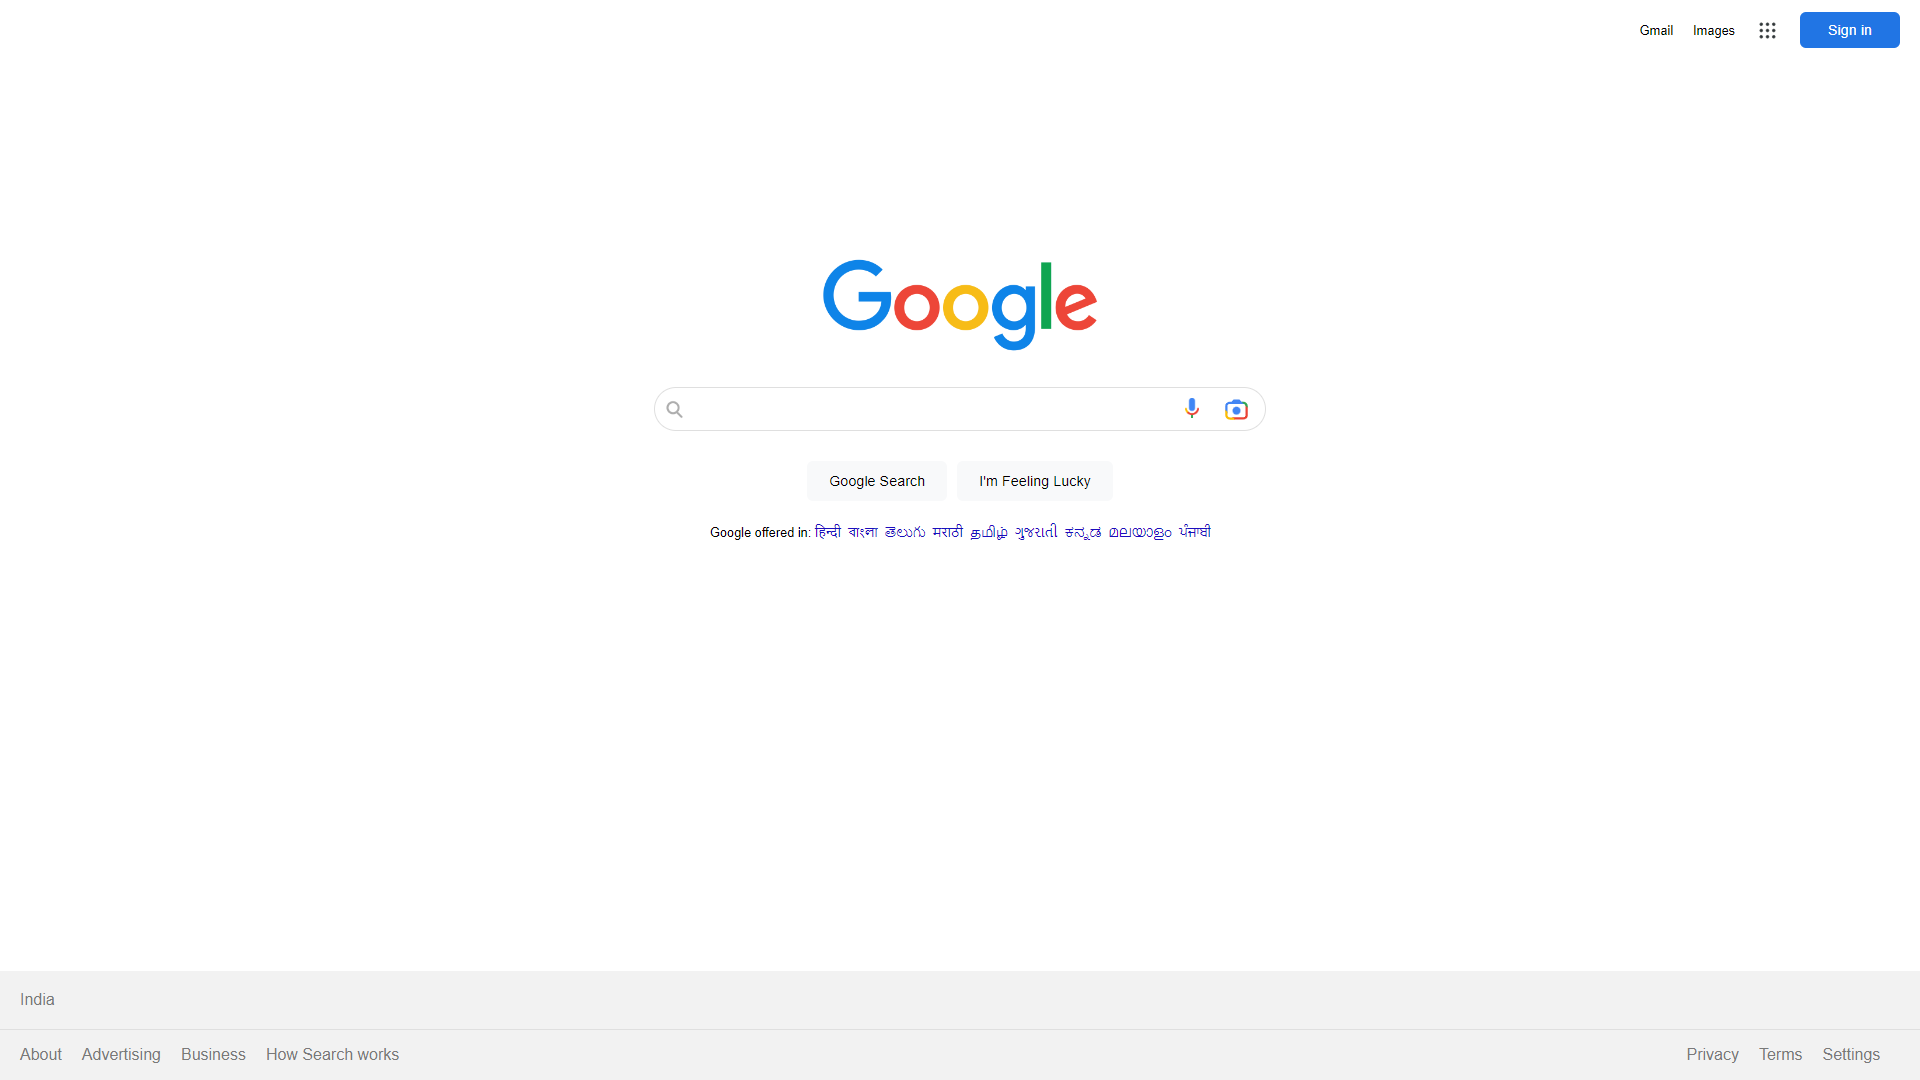 Gmail Images Sign in
Google
Google Search I'm Feeling Lucky
Google offered in: हिन्दी বাংলা తెలుగు मराठी தமிழ் ગુજરાતી ಕನ್ನಡ മലയാളം ਪੰਜਾਬੀ
India
About Advertising Business How Search works Privacy Terms Settings